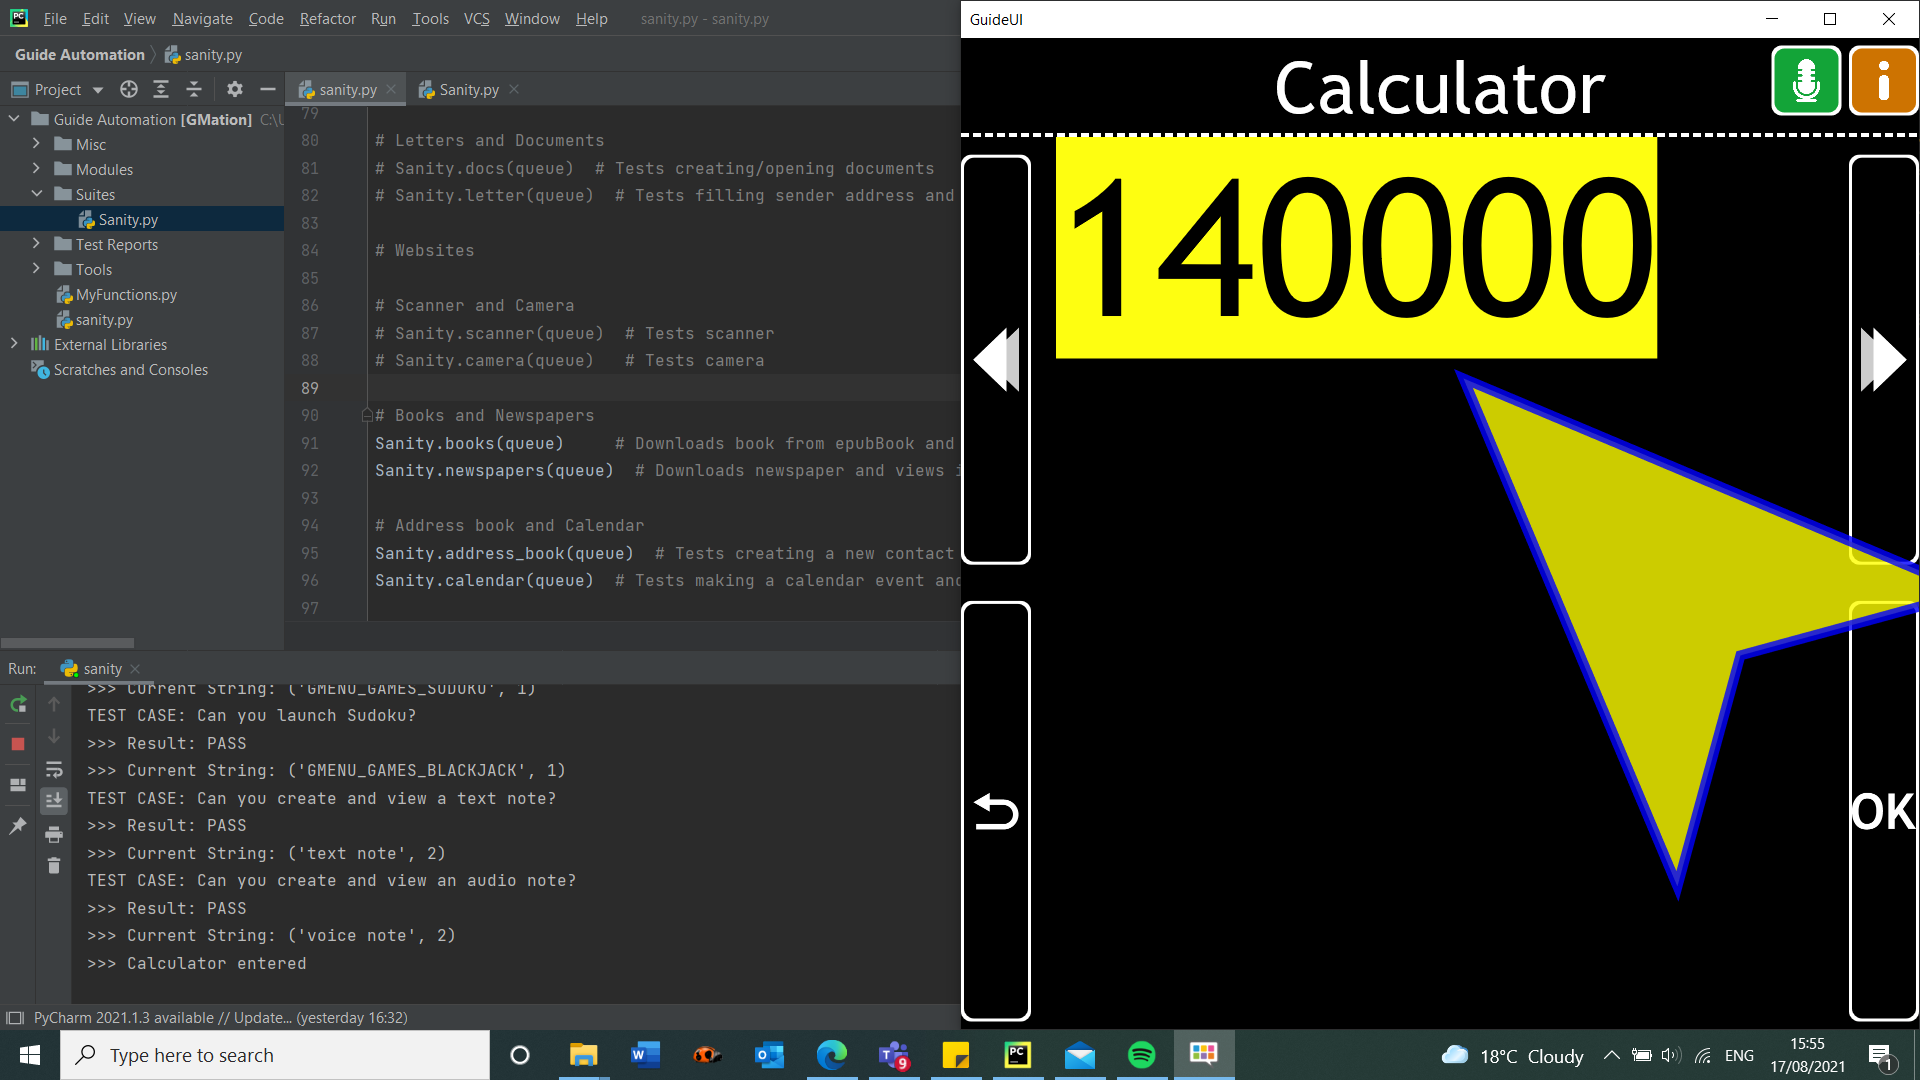 File Edit View Navigate Code Refactor Run Tools VCS Window Help sanity.py - sanity.py
Guide Automation sanity.py
Project
sanity.py Sanity.py
Guide Automation [GMation]
Misc
Modules
Suites
Sanity.py
Test Reports
Tools
MyFunctions.py
sanity.py
External Libraries
Scratches and Consoles
79
80 # Letters and Documents
81 # Sanity.docs(queue) # Tests creating/opening documents
82 # Sanity.letter(queue) # Tests filling sender address and
83
84 # Websites
85
86 # Scanner and Camera
87 # Sanity.scanner(queue) # Tests scanner
88 # Sanity.camera(queue) # Tests camera
89
90 # Books and Newspapers
91 Sanity.books(queue) # Downloads book from epubBook and
92 Sanity.newspapers(queue) # Downloads newspaper and views
93
94 # Address book and Calendar
95 Sanity.address_book(queue) # Tests creating a new contact
96 Sanity.calendar(queue) # Tests making a calendar event and
97
Run: sanity
>>> Current String: ('GMENU_GAMES_SUDOKU', 1)
TEST CASE: Can you launch Sudoku?
>>> Result: PASS
>>> Current String: ('GMENU_GAMES_BLACKJACK', 1)
TEST CASE: Can you create and view a text note?
>>> Result: PASS
>>> Current String: ('text note', 2)
TEST CASE: Can you create and view an audio note?
>>> Result: PASS
>>> Current String: ('voice note', 2)
>>> Calculator entered
PyCharm 2021.1.3 available // Update... (yesterday 16:32)
GuideUI
Calculator
140000
OK
Type here to search
18°C Cloudy
ENG
15:55
17/08/2021
9
1